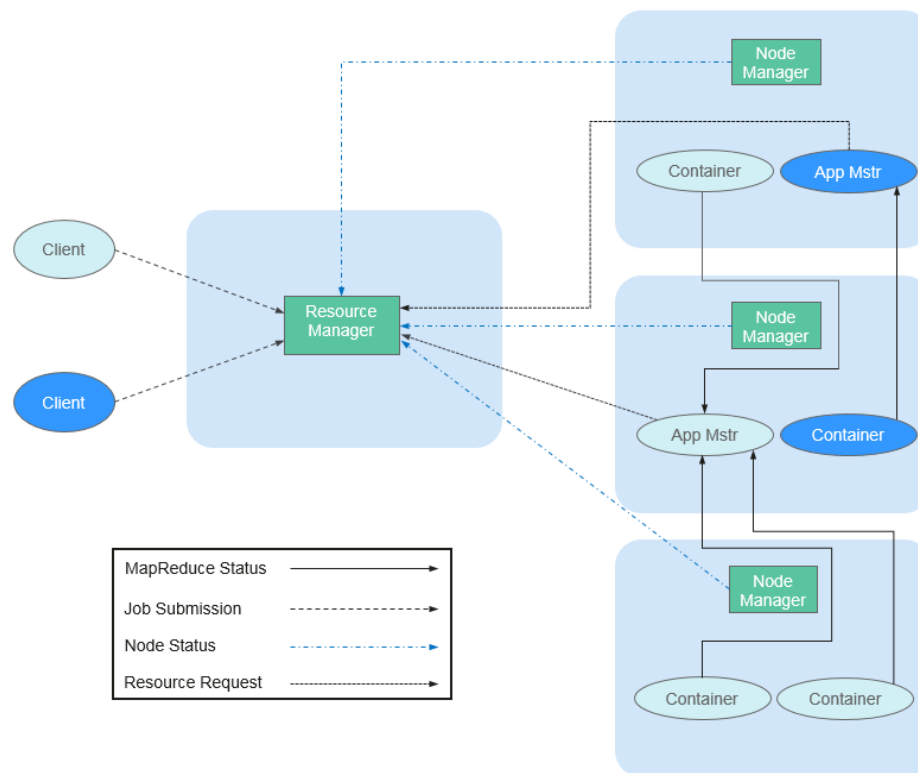 Node
Manager
Container
App Mstr
Client
Resource
Manager
Node
Manager
Client
App Mstr
Container
MapReduce Status
Job Submission
Node Status
Resource Request
Node
Manager
Container
Container